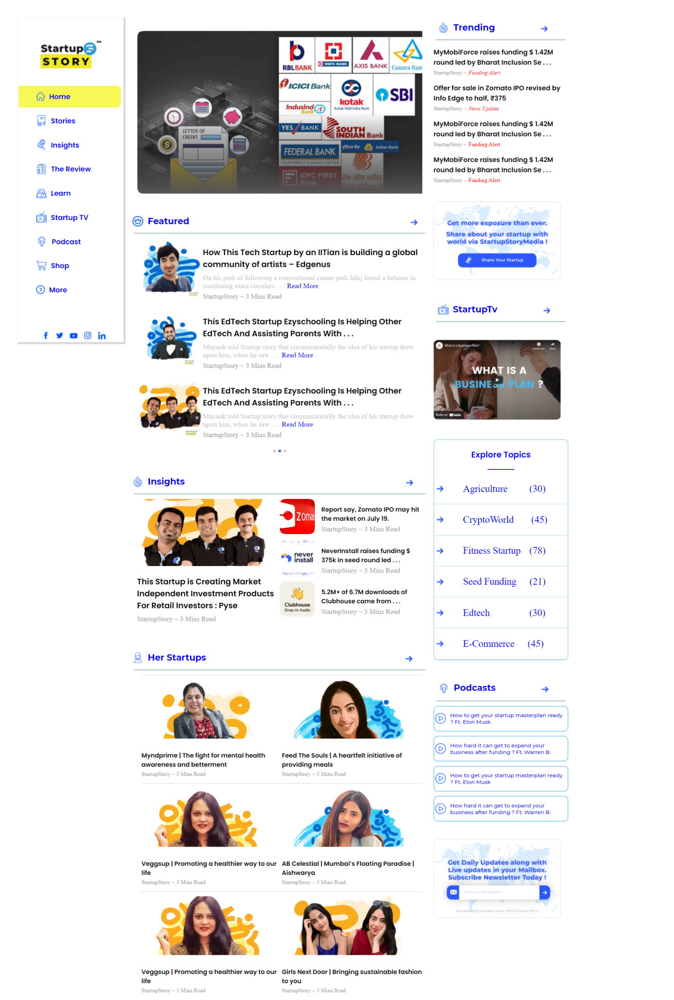 Startup S ™
STORY
Home
Stories
Insights
The Review
Learn
Startup TV
Podcast
Shop
More
LETTER OF
CREDIT
RBLBANK
HDFC BANK
AXIS BANK
Canara Ban
ICICI Bank
IndusInd
Bank
kotak
Kotak Mahindra Bank
SBI
YES BANK
SOUTH
INDIAN Bank
FEDERAL BANK
YOUR PERFECT BANKING PARTNER
Indian Bank
IDFC FIRST
Bank
Featured
How This Tech Startup by an IITian is building a global
community of artists – Edgenus
On his path of following a conventional career path Jalaj found a balance in
continuing extra circulars . . . Read More
StartupStory ~ 3 Mins Read
This EdTech Startup Ezyschooling Is Helping Other
EdTech And Assisting Parents With . . .
Mayank told Startup story that circumstantially the idea of his startup drew
upon him, when he saw . . . Read More
StartupStory ~ 3 Mins Read
This EdTech Startup Ezyschooling Is Helping Other
EdTech And Assisting Parents With . . .
Mayank told Startup story that circumstantially the idea of his startup drew
upon him, when he saw . . . Read More
StartupStory ~ 3 Mins Read
Insights
This Startup is Creating Market
Independent Investment Products
For Retail Investors : Pyse
StartupStory ~ 3 Mins Read
zomat
Report say, Zomato IPO may hit
the market on July 19.
StartupStory ~ 3 Mins Read
never
install
NeverInstall raises funding $
375k in seed round led . . .
StartupStory ~ 3 Mins Read
Clubhouse
Drop-in Audio
5.2M+ of 6.7M downloads of
Clubhouse came from . . .
StartupStory ~ 3 Mins Read
Her Startups
Myndprime | The fight for mental health
awareness and betterment
StartupStory ~ 3 Mins Read
Feed The Souls | A heartfelt initiative of
providing meals
StartupStory ~ 3 Mins Read
Veggsup | Promoting a healthier way to our
life
StartupStory ~ 3 Mins Read
AB Celestial | Mumbai’s Floating Paradise |
Aishwarya
StartupStory ~ 3 Mins Read
Veggsup | Promoting a healthier way to our
life
StartupStory ~ 3 Mins Read
Girls Next Door | Bringing sustainable fashion
to you
StartupStory ~ 3 Mins Read
Trending
MyMobiForce raises funding $ 1.42M
round led by Bharat Inclusion Se . . .
StartupStory ~ Funding Alert
Offer for sale in Zomato IPO revised by
Info Edge to half, ₹375
StartupStory ~ News Update
MyMobiForce raises funding $ 1.42M
round led by Bharat Inclusion Se . . .
StartupStory ~ Funding Alert
MyMobiForce raises funding $ 1.42M
round led by Bharat Inclusion Se . . .
StartupStory ~ Funding Alert
Get more exposure than ever.
Share about your startup with
world via StartupStoryMedia !
Share Your Startup
StartupTv
What is a Business Plan?
Watch later
Share
WHAT IS A
BUSINESS PLAN ?
Watch on YouTube
Explore Topics
Agriculture (30)
CryptoWorld (45)
Fitness Startup (78)
Seed Funding (21)
Edtech (30)
E-Commerce (45)
Podcasts
How to get your startup masterplan ready
? Ft. Elon Musk
How hard it can get to expand your
business after funding ? Ft. Warren B.
How to get your startup masterplan ready
? Ft. Elon Musk
How hard it can get to expand your
business after funding ? Ft. Warren B.
Get Daily Updates along with
Live updates in your Mailbox.
Subscribe Newsletter Today !
Enter Your Mail Address
By subscribing you agree to our Terms & Privacy Policy.